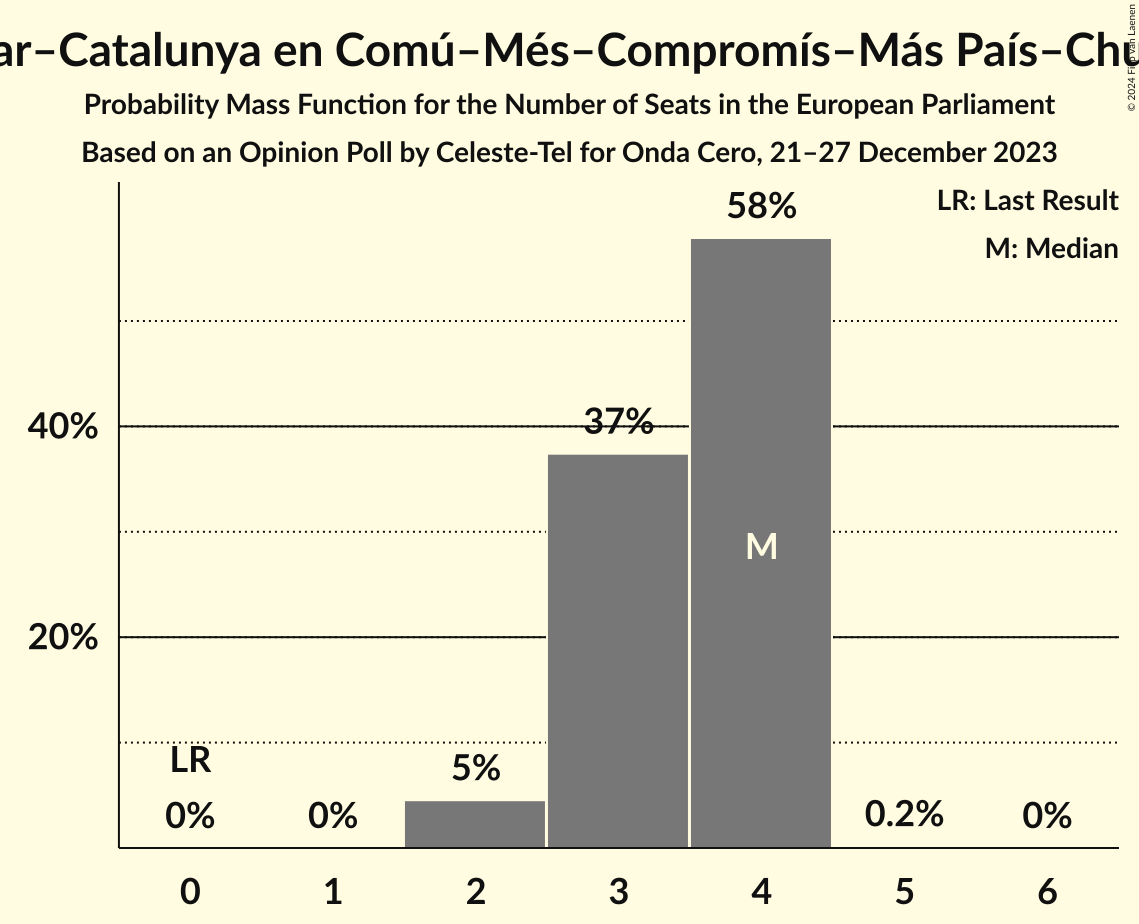 ar–Catalunya en Comú–Més–Compromís–Más País–Chu
© 2024 Filip van Laenen
Probability Mass Function for the Number of Seats in the European Parliament
Based on an Opinion Poll by Celeste-Tel for Onda Cero, 21–27 December 2023
LR: Last Result
M: Median
58%
40%
37%
M
20%
LR
0%
0%
5%
0.2%
0%
0 1 2 3 4 5 6